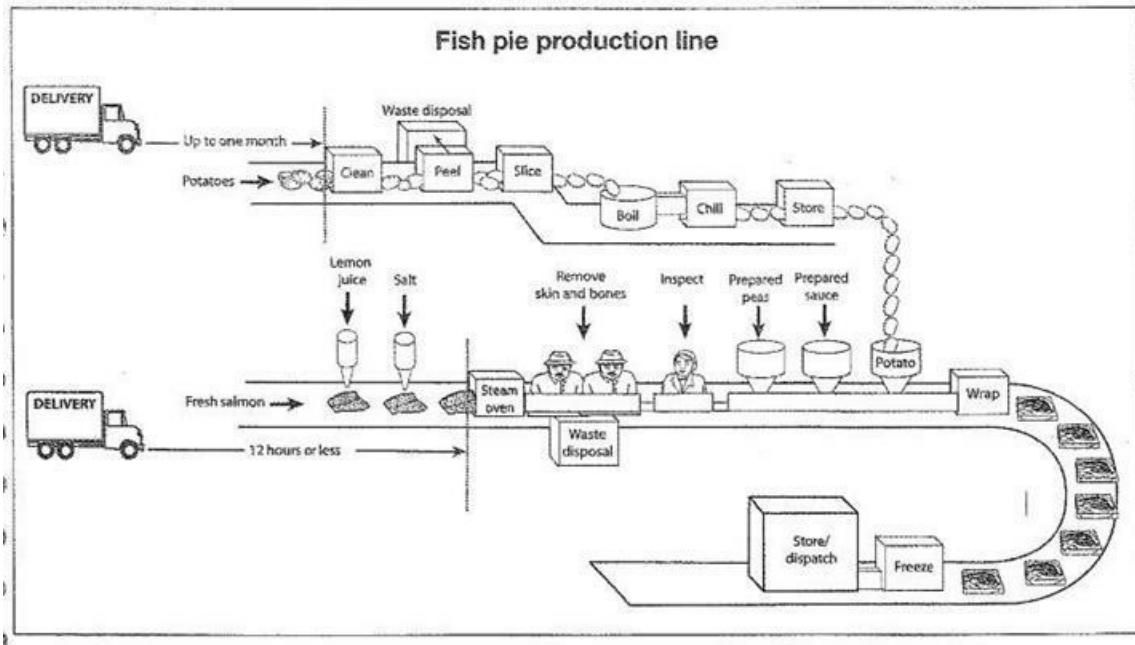 Fish pie production line
DELIVERY
Up to one month
Potatoes
Waste disposal
Clean
Peel
Slice
Boil
Chill
Store
Lemon
juice
Salt
Remove
skin and bones
Inspect
Prepared
peas
Prepared
sauce
Potato
DELIVERY
Fresh salmon
12 hours or less
Steam
oven
Waste
disposal
Wrap
Store/
dispatch
Freeze